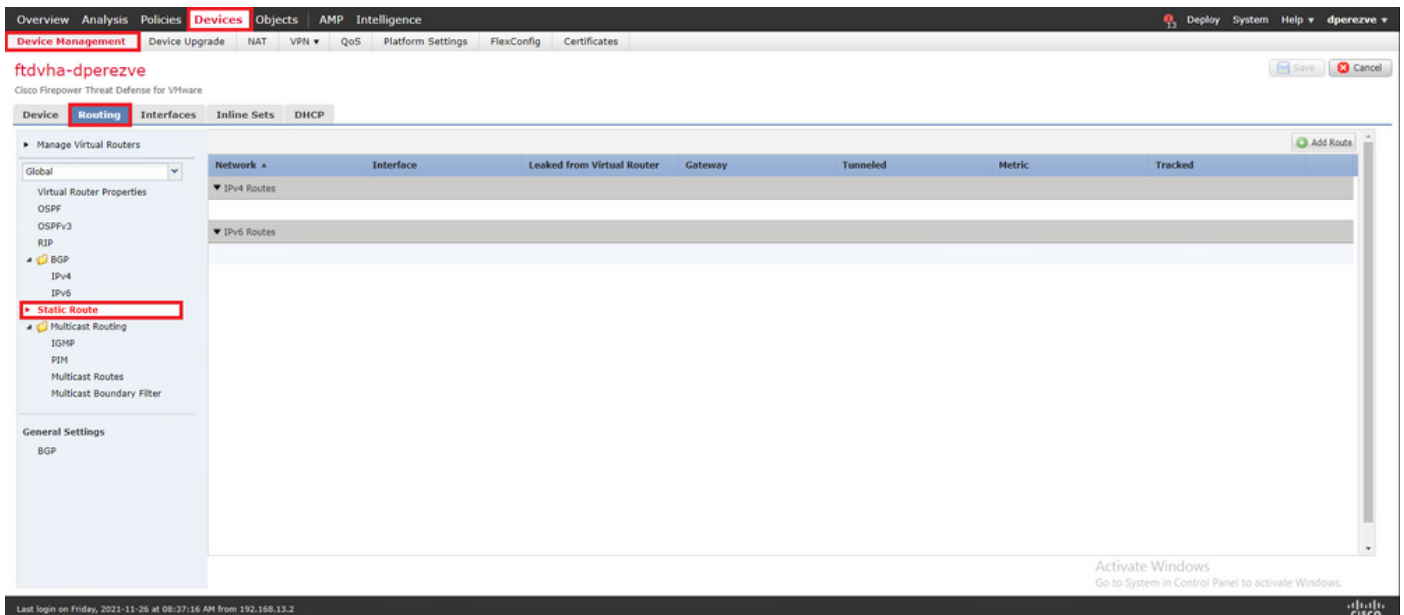 Overview Analysis Policies Devices Objects AMP Intelligence 13 Deploy System Help dperezve
Device Management Device Upgrade NAT VPN QoS Platform Settings FlexConfig Certificates
ftdvha-dperezve Save Cancel
Cisco Firepower Threat Defense for VMware
Device Routing Interfaces Inline Sets DHCP
Manage Virtual Routers Add Route
Global Network Interface Leaked from Virtual Router Gateway Tunneled Metric Tracked
Virtual Router Properties IPv4 Routes
OSPF
OSPFv3
IPv6 Routes
RIP
BGP
IPv4
IPv6
Static Route
Multicast Routing
IGMP
PIM
Multicast Routes
Multicast Boundary Filter
General Settings
BGP
Activate Windows
Go to System in Control Panel to activate Windows.
Last login on Friday, 2021-11-26 at 08:37:16 AM from 192.168.13.2
CISCO